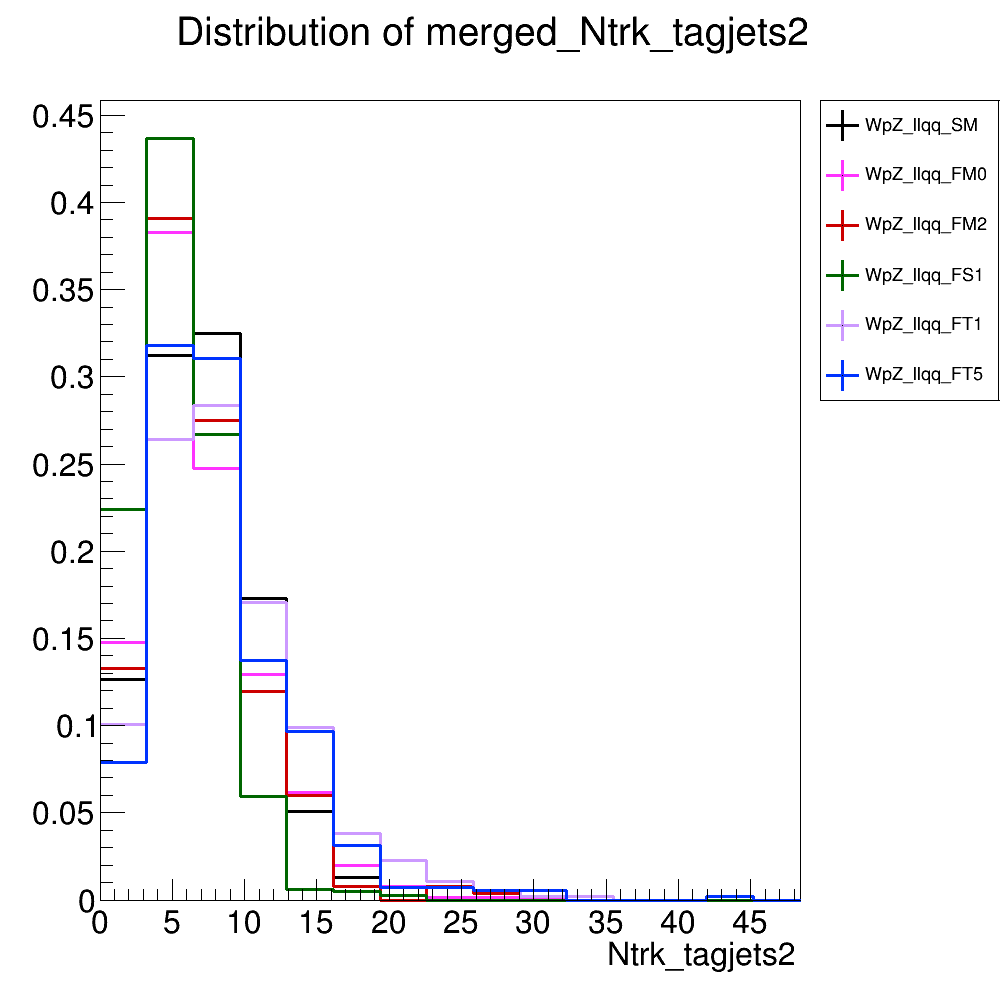 Distribution of merged_Ntrk_tagjets2
0.45
0.4
0.35
0.3
0.25
0.2
0.15
0.1
0.05
0
0 5 10 15 20 25 30 35 40 45
Ntrk_tagjets2
WpZ_llqq_SM
WpZ_llqq_FM0
WpZ_llqq_FM2
WpZ_llqq_FS1
WpZ_llqq_FT1
WpZ_llqq_FT5